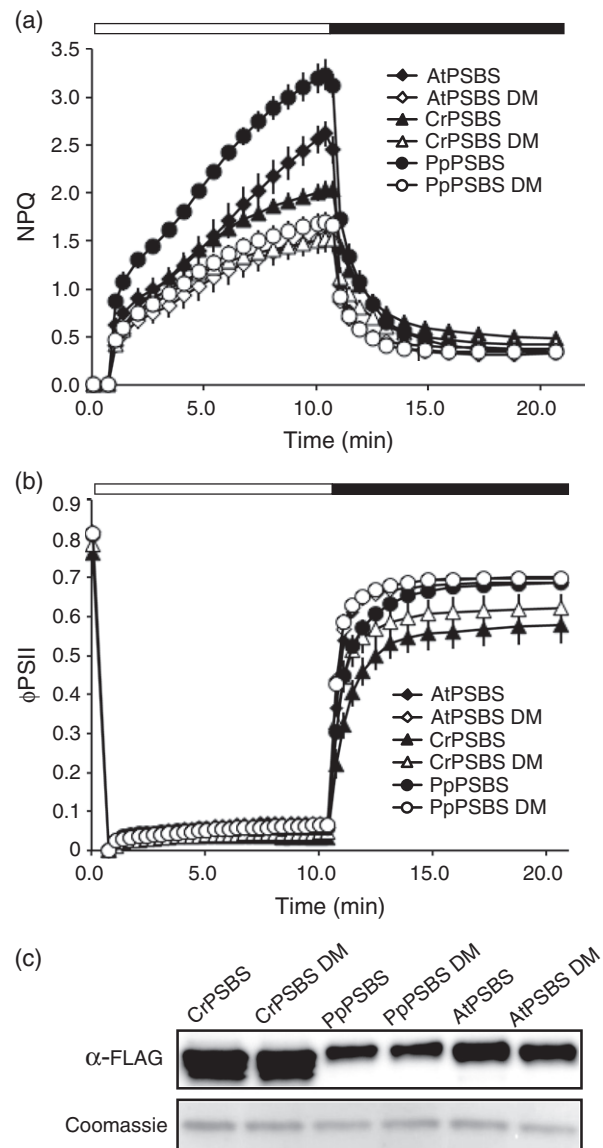 (a)
3.5
3.0
2.5
2.0
1.5
1.0
0.5
0.0
NPQ
AtPSBS
AtPSBS DM
CrPSBS
CrPSBS DM
PpPSBS
PpPSBS DM
0.0 5.0 10.0 15.0 20.0
Time (min)
(b)
0.9
0.8
0.7
0.6
0.5
0.4
0.3
0.2
0.1
0
ϕPSII
AtPSBS
AtPSBS DM
CrPSBS
CrPSBS DM
PpPSBS
PpPSBS DM
0.0 5.0 10.0 15.0 20.0
Time (min)
(c)
CrPSBS CrPSBS DM PpPSBS PpPSBS DM AtPSBS AtPSBS DM
α-FLAG
Coomassie